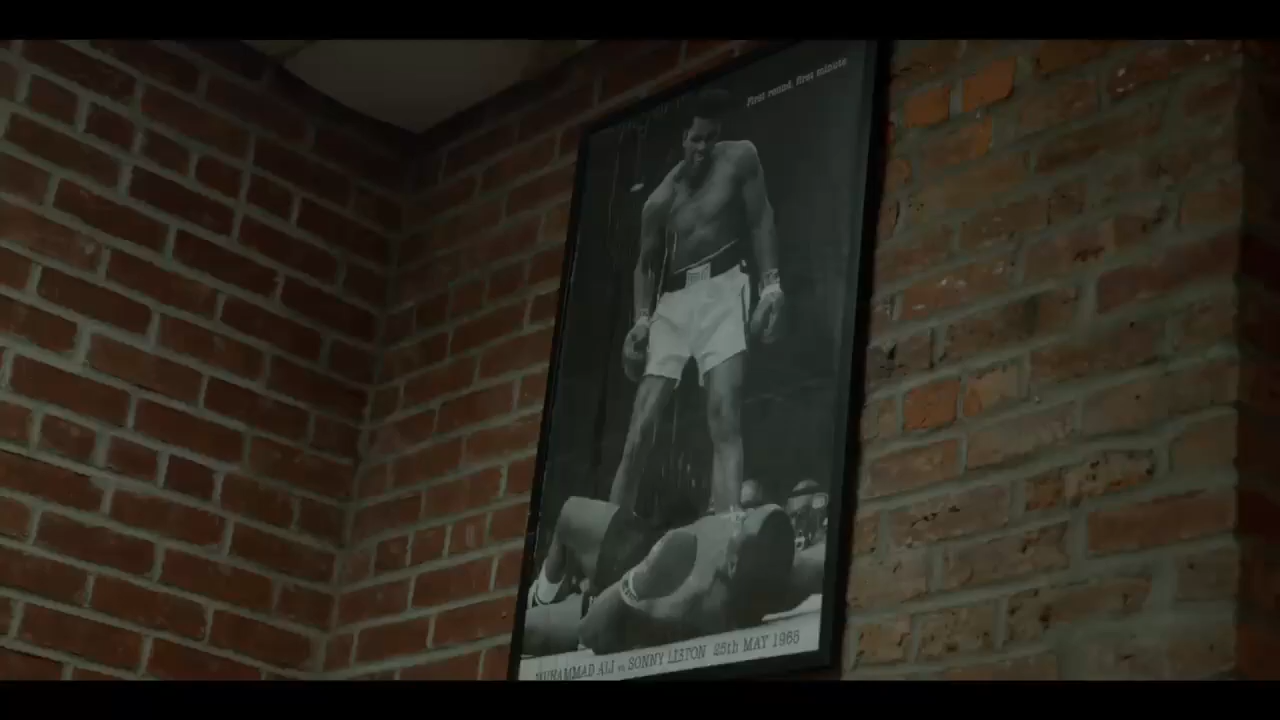 First round, first minute
MUHAMMAD ALI vs. SONNY LISTON 25th MAY 1965